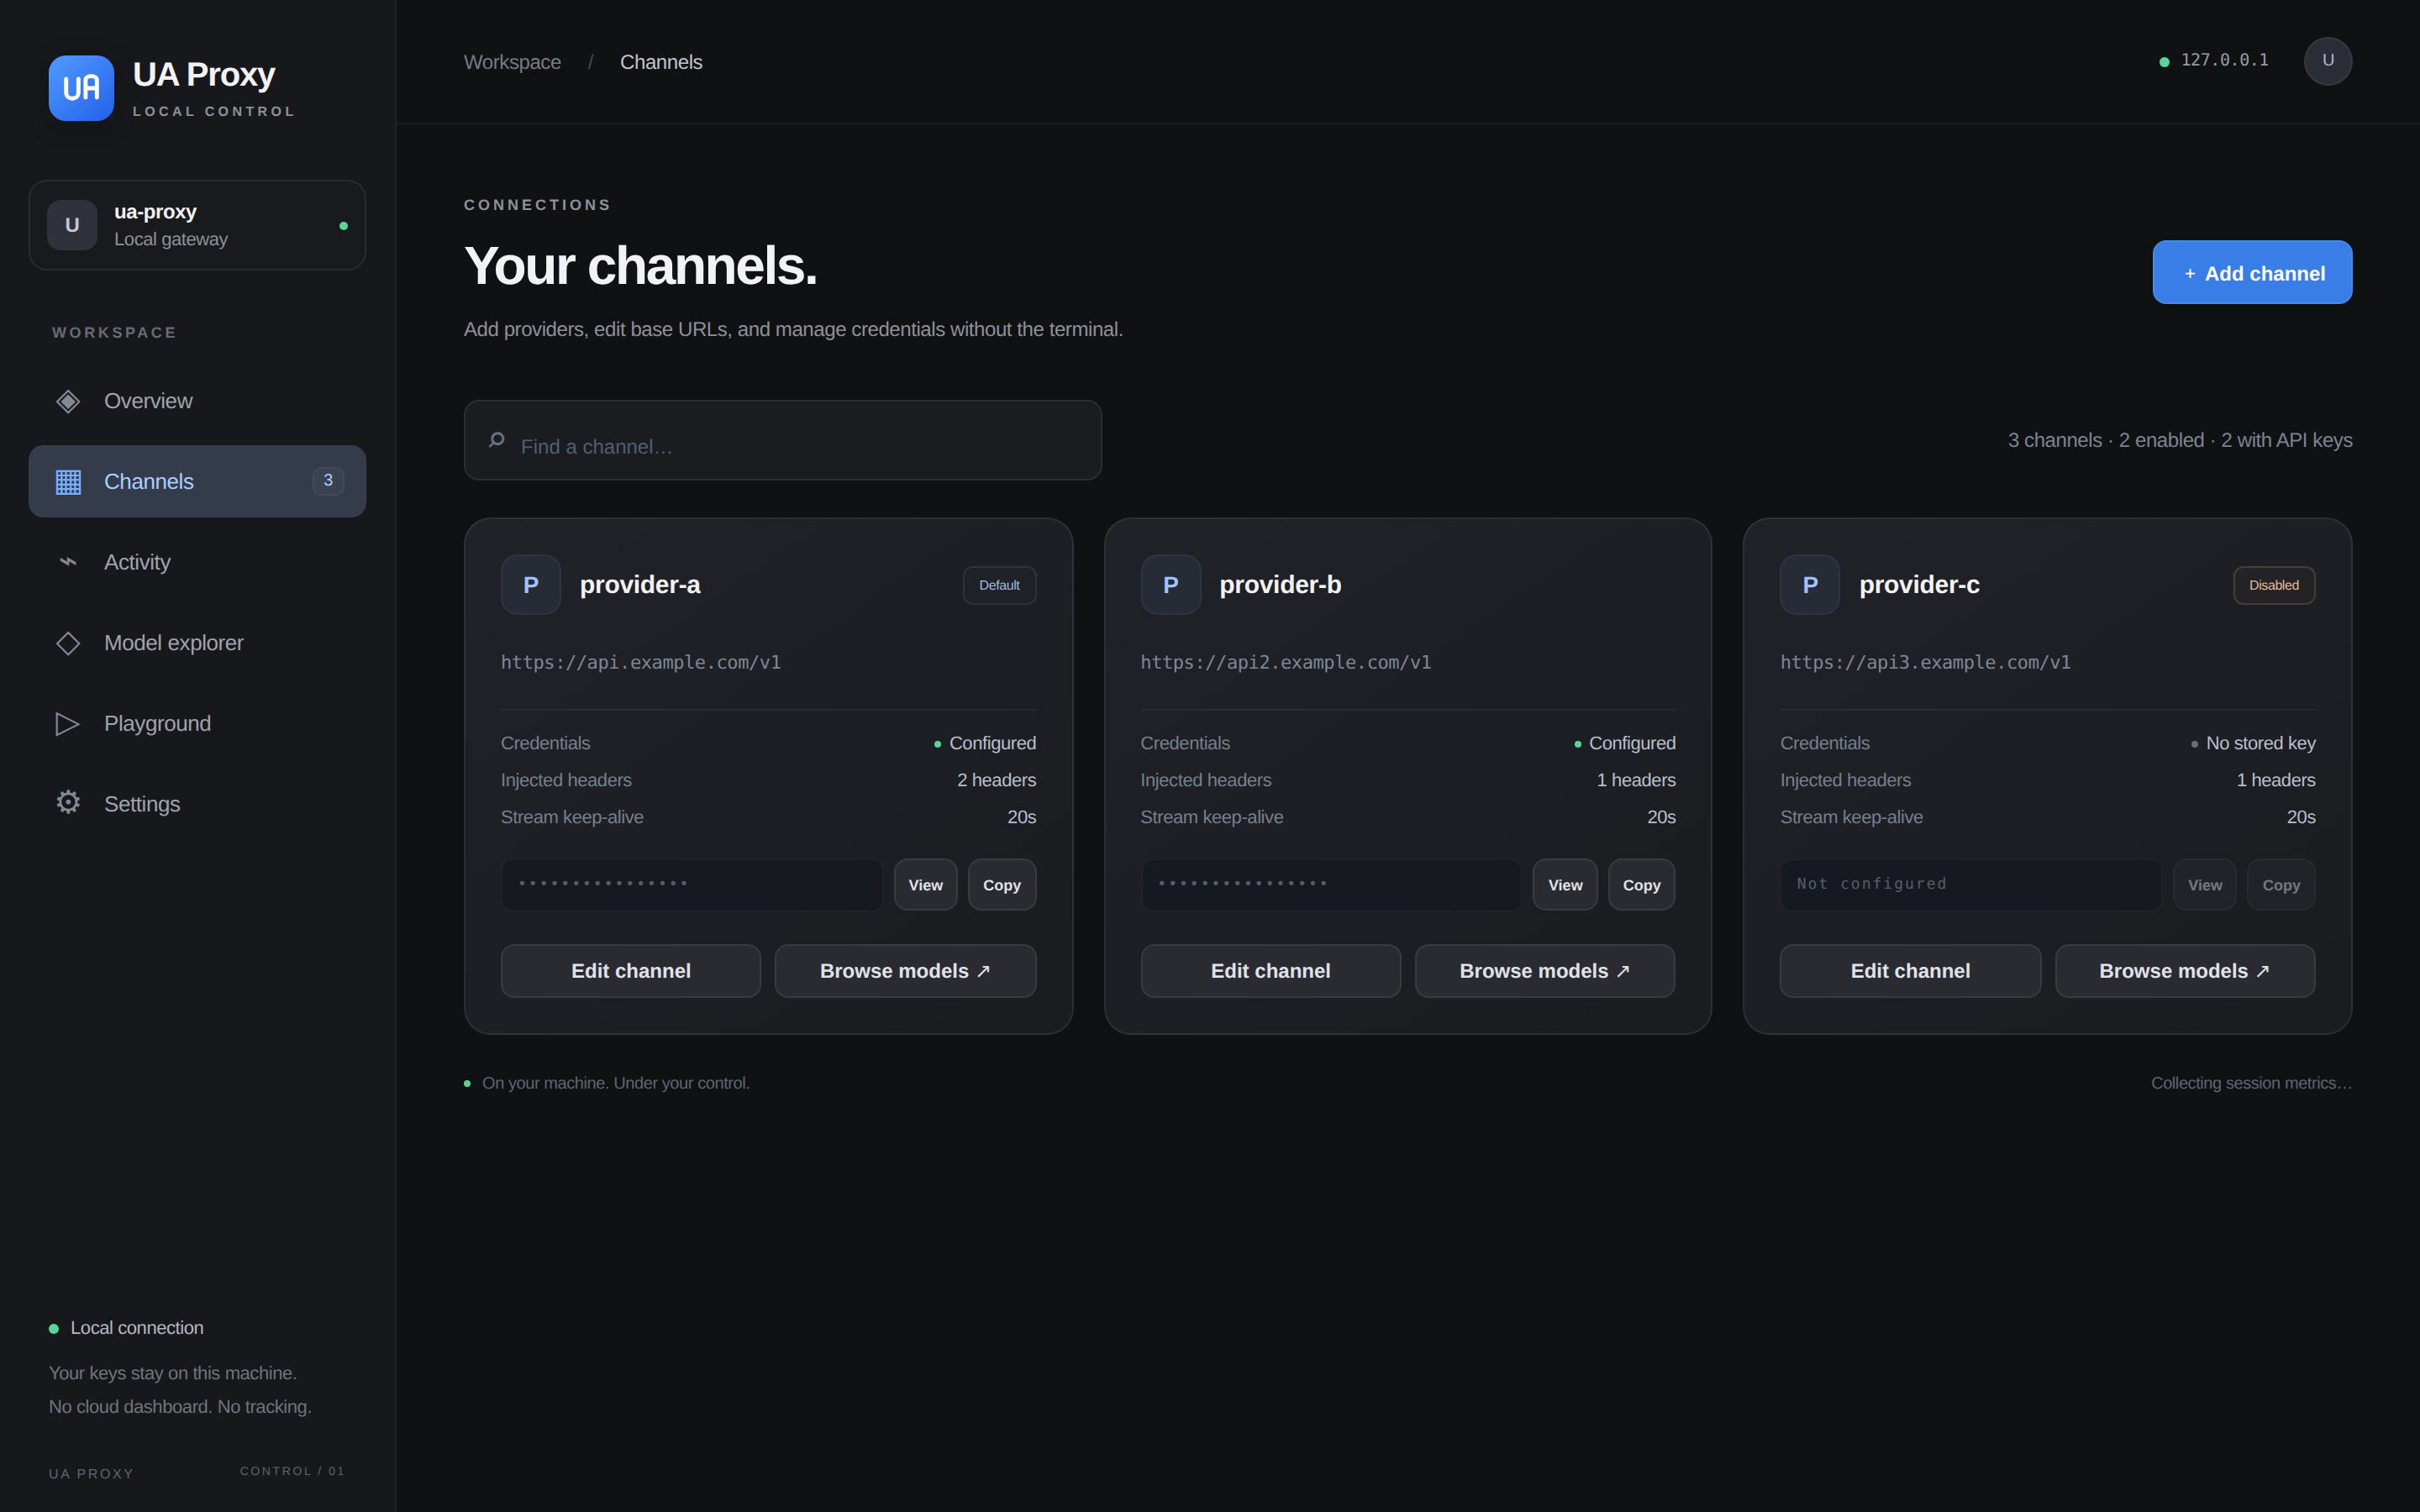 UA
UA Proxy
LOCAL CONTROL
U
ua-proxy
Local gateway
WORKSPACE
Overview
Channels
3
Activity
Model explorer
Playground
Settings
Local connection
Your keys stay on this machine.
No cloud dashboard. No tracking.
UA PROXY
CONTROL / 01
Workspace / Channels
127.0.0.1
U
CONNECTIONS
Your channels.
Add providers, edit base URLs, and manage credentials without the terminal.
+ Add channel
Find a channel…
3 channels · 2 enabled · 2 with API keys
P
provider-a
Default
https://api.example.com/v1
Credentials
Configured
Injected headers
2 headers
Stream keep-alive
20s
••••••••••••••••
View
Copy
Edit channel
Browse models ↗
P
provider-b
https://api2.example.com/v1
Credentials
Configured
Injected headers
1 headers
Stream keep-alive
20s
••••••••••••••••
View
Copy
Edit channel
Browse models ↗
P
provider-c
Disabled
https://api3.example.com/v1
Credentials
No stored key
Injected headers
1 headers
Stream keep-alive
20s
Not configured
View
Copy
Edit channel
Browse models ↗
On your machine. Under your control.
Collecting session metrics…